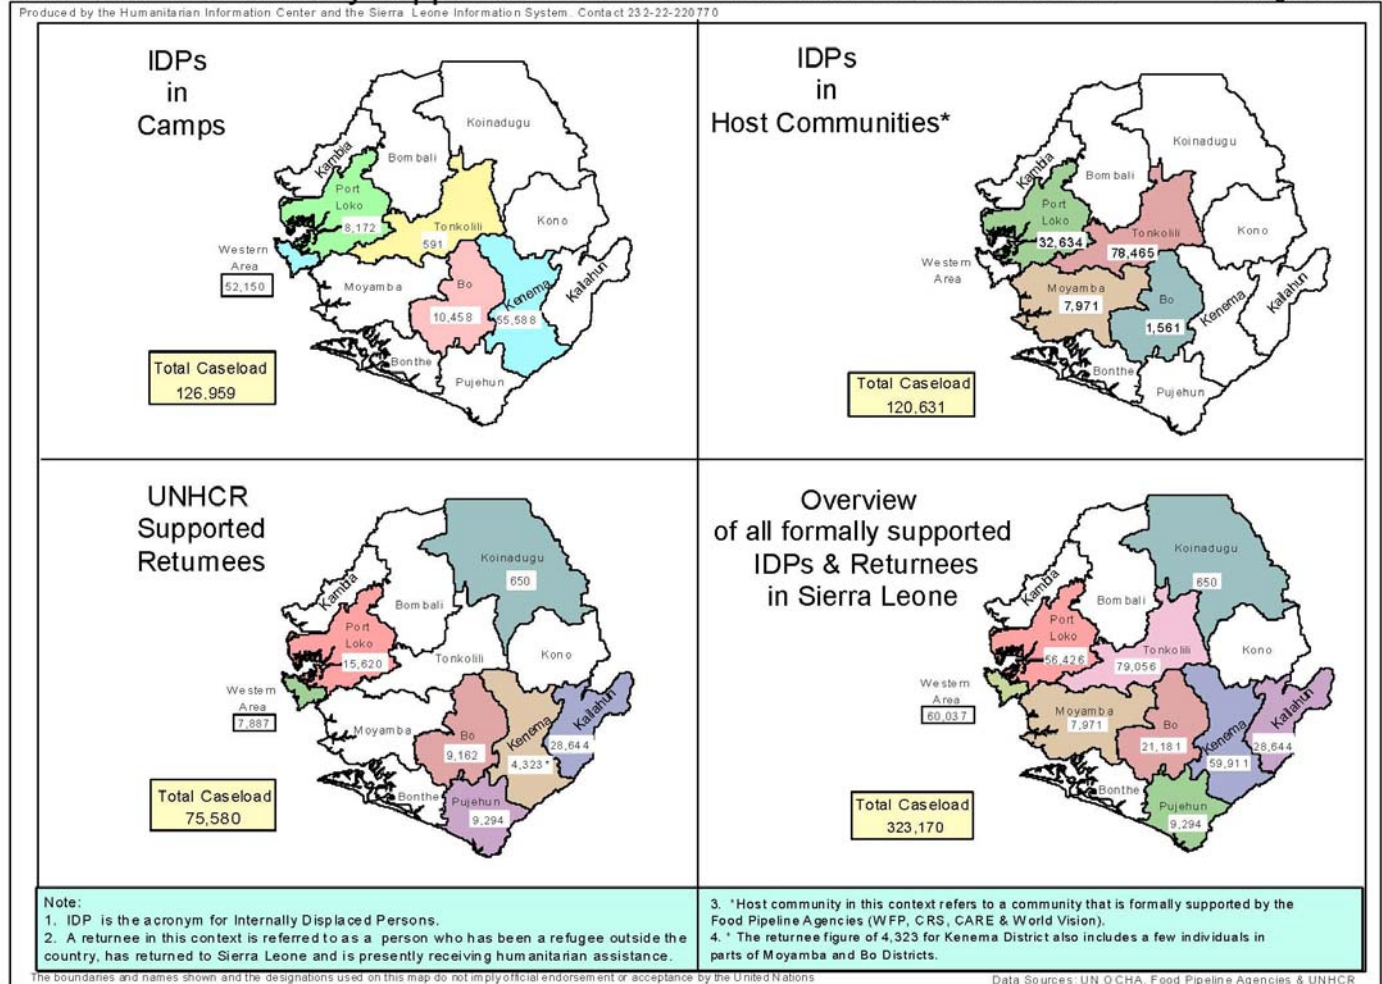 Produced by the Humanitarian Information Center and the Sierra Leone Information System. Contact 232-22-220770
IDPs
in
Camps
Koinadugu
Bombali
Kambia
Port
Loko
8,172
Tonkolili
591
Kono
Western
Area
52,150
Moyamba
Bo
10,458
Kenema
55,588
Kailahun
Bonthe
Pujehun
Total Caseload
126,959
IDPs
in
Host Communities*
Koinadugu
Bombali
Kambia
Port
Loko
32,634
Tonkolili
78,465
Kono
Western
Area
Moyamba
7,971
Bo
1,561
Kenema
Kailahun
Bonthe
Pujehun
Total Caseload
120,631
UNHCR
Supported
Returnees
Koinadugu
650
Bombali
Kambia
Port
Loko
15,620
Tonkolili
Kono
Western
Area
7,887
Moyamba
Bo
9,162
Kenema
4,323*
Kailahun
28,644
Bonthe
Pujehun
9,294
Total Caseload
75,580
Overview
of all formally supported
IDPs & Returnees
in Sierra Leone
Koinadugu
650
Bombali
Kambia
Port
Loko
56,426
Tonkolili
79,056
Kono
Western
Area
60,037
Moyamba
7,971
Bo
21,181
Kenema
59,911
Kailahun
28,644
Bonthe
Pujehun
9,294
Total Caseload
323,170
Note:
1. IDP is the acronym for Internally Displaced Persons.
2. A returnee in this context is referred to as a person who has been a refugee outside the
country, has returned to Sierra Leone and is presently receiving humanitarian assistance.
3. *Host community in this context refers to a community that is formally supported by the
Food Pipeline Agencies (WFP, CRS, CARE & World Vision).
4. * The returnee figure of 4,323 for Kenema District also includes a few individuals in
parts of Moyamba and Bo Districts.
The boundaries and names shown and the designations used on this map do not imply official endorsement or acceptance by the United Nations
Data Sources: UN OCHA, Food Pipeline Agencies & UNHCR